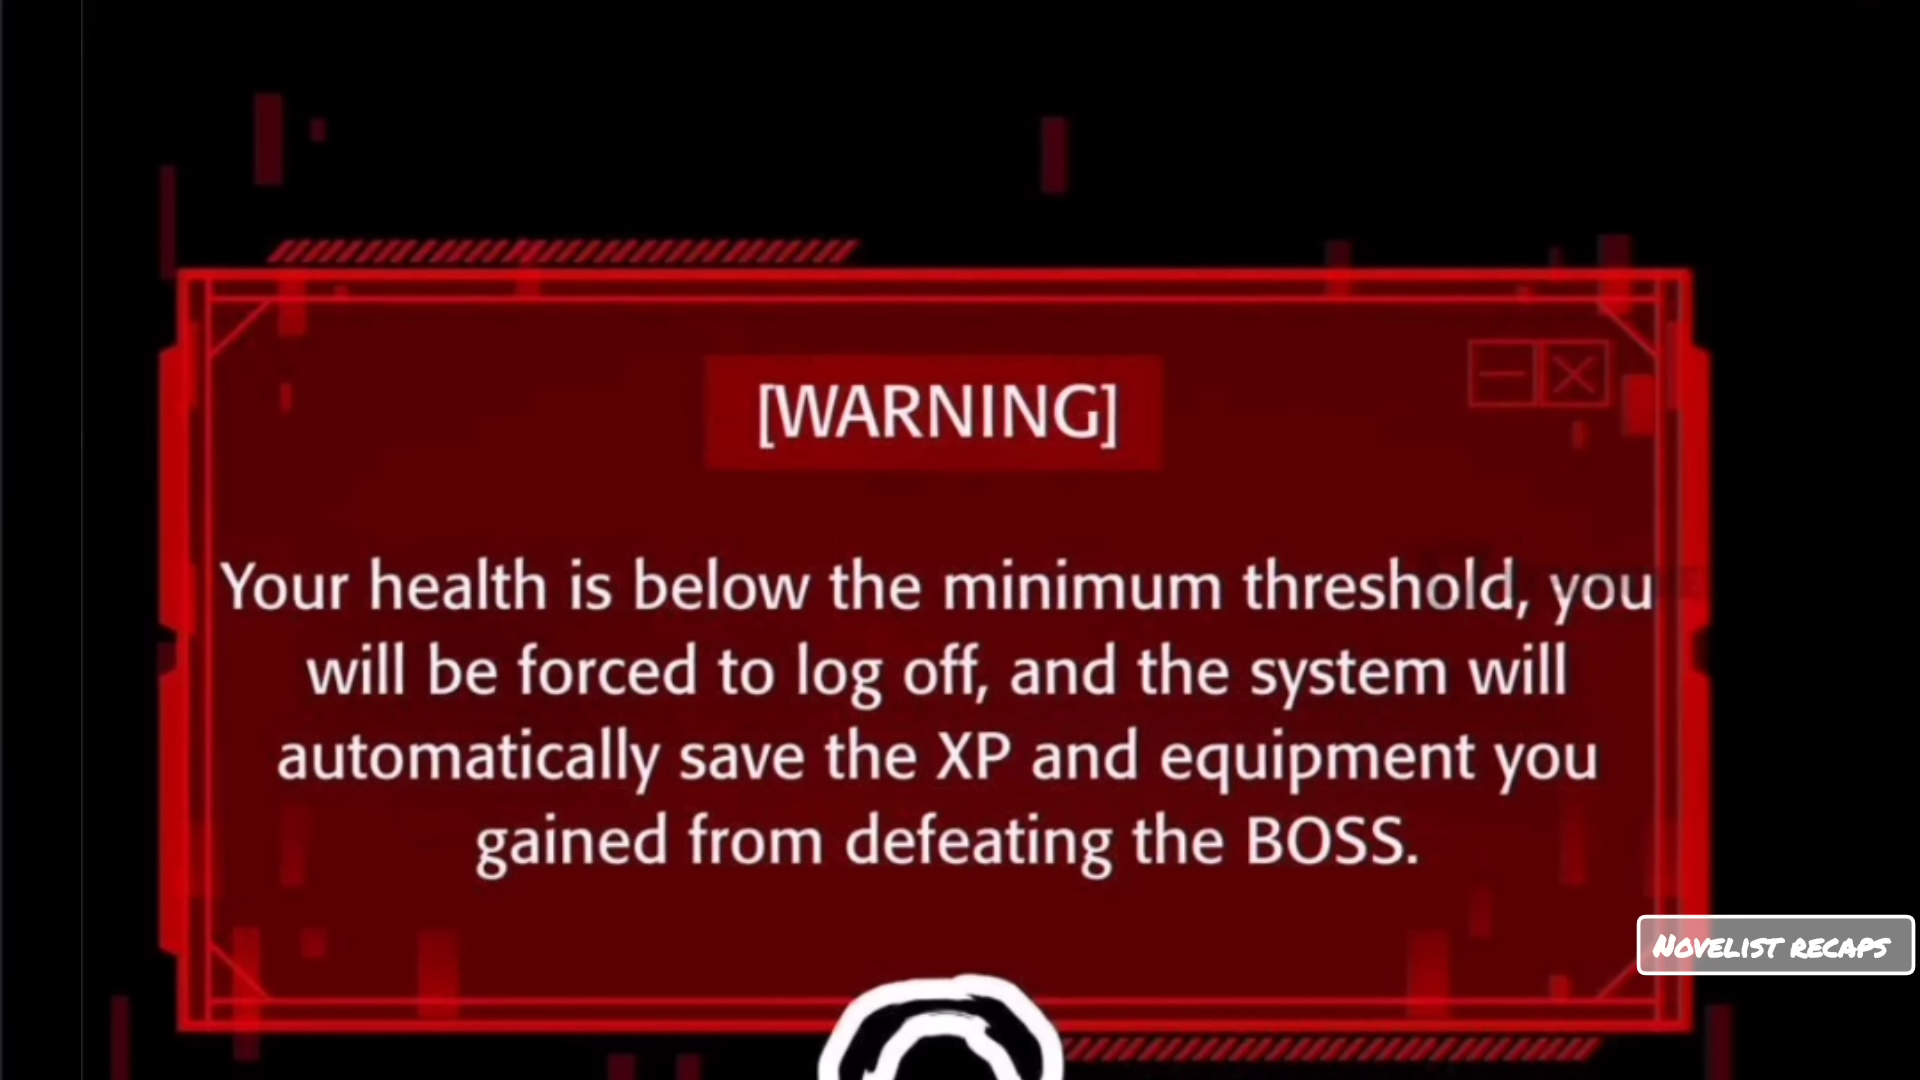 [WARNING]
Your health is below the minimum threshold, you
will be forced to log off, and the system will
automatically save the XP and equipment you
gained from defeating the BOSS.
NOVELIST RECAPS